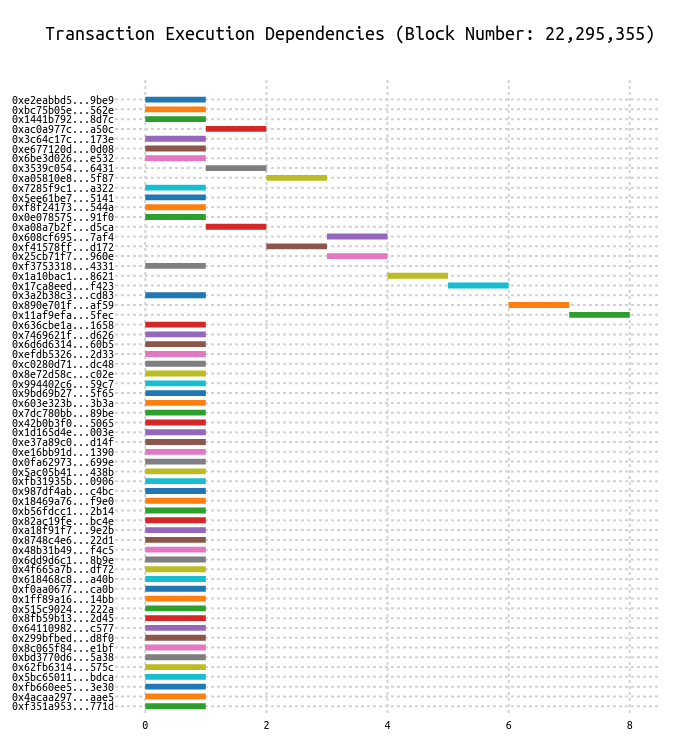 Transaction Execution Dependencies (Block Number: 22,295,355)
0xe2eabbd5...9be9
0xbc75b05e...562e
0x1441b792...8d7c
0xac0a977c...a50c
0x3c64c17c...173e
0xe677120d...0d08
0x6be3d026...e532
0x3539c054...6431
0xa05810e8...5f87
0x7285f9c1...a322
0x5ee61be7...5141
0xf8f24173...544a
0x0e078575...91f0
0xa08a7b2f...d5ca
0x608cf695...7af4
0xf41578ff...d172
0x25cb71f7...960e
0xf3753318...4331
0x1a10bac1...8621
0x17ca8eed...f423
0x3a2b38c3...cd83
0x890e701f...af59
0x11af9efa...5fec
0x636cbe1a...1658
0x7469621f...d626
0x6d6d6314...60b5
0xefdb5326...2d33
0xc0280d71...dc48
0x8e72d58c...c02e
0x994402c6...59c7
0x9bd69b27...5f65
0x603e323b...3b3a
0x7dc780bb...89be
0x42b0b3f0...5065
0x1d165d4e...003e
0xe37a89c0...d14f
0xe16bb91d...1390
0x0fa62973...699e
0x5ac05b41...438b
0xfb31935b...0906
0x987df4ab...c4bc
0x18469a76...f9e0
0xb56fdcc1...2b14
0x82ac19fe...bc4e
0xa18f91f7...9e2b
0x8748c4e6...22d1
0x48b31b49...f4c5
0x6dd9d6c1...8b9e
0x4f665a7b...df72
0x618468c8...a40b
0xf0aa0677...ca0b
0x1ff89a16...14bb
0x515c9024...222a
0x8fb59b13...2d45
0x64110982...c577
0x299bfbed...d8f0
0x8c065f84...e1bf
0xbd3770d6...5a38
0x62fb6314...575c
0x5bc65011...bdca
0xfb660ee5...3e30
0x4acaa297...aae5
0xf351a953...771d
0 2 4 6 8